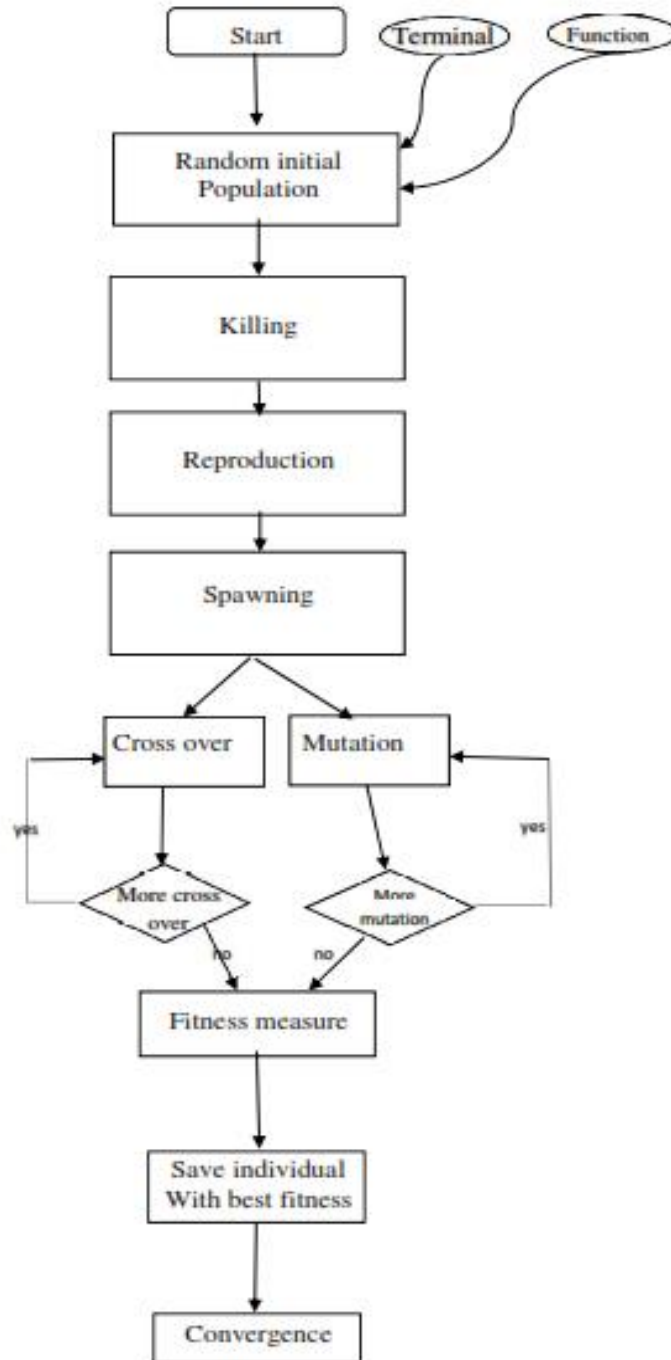 Start
Terminal
Function
Random initial
Population
Killing
Reproduction
Spawning
Cross over
Mutation
yes
yes
More cross
over
More
mutation
no
no
Fitness measure
Save individual
With best fitness
Convergence